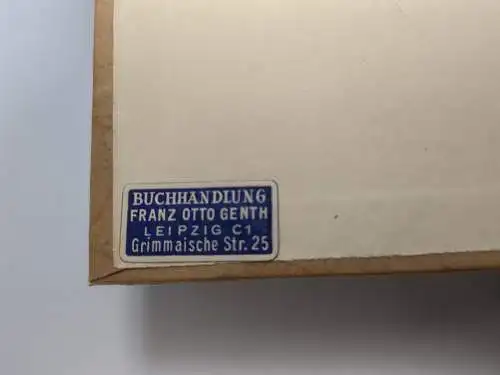 BUCHHANDLUNG
FRANZ OTTO GENTH
LEIPZIG C1
Grimmaische Str. 25